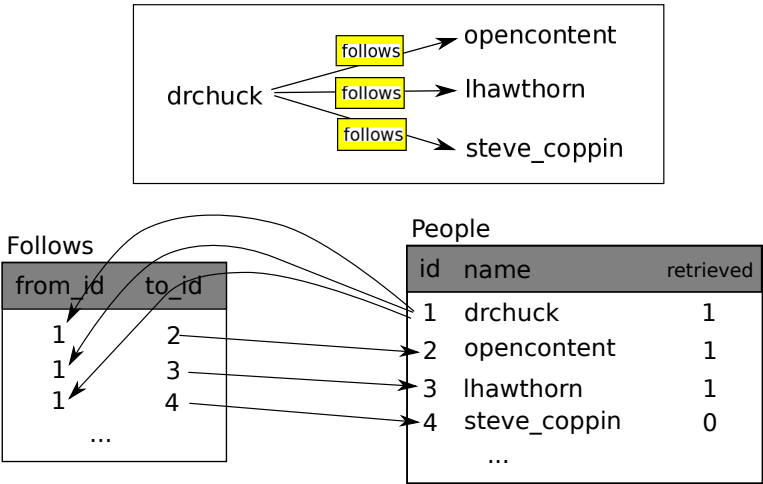 opencontent
follows
drchuck
follows
lhawthorn
follows
steve_coppin
Follows
from_id to_id
1 2
1 3
1 4
...
People
id name retrieved
1 drchuck 1
2 opencontent 1
3 lhawthorn 1
4 steve_coppin 0
...